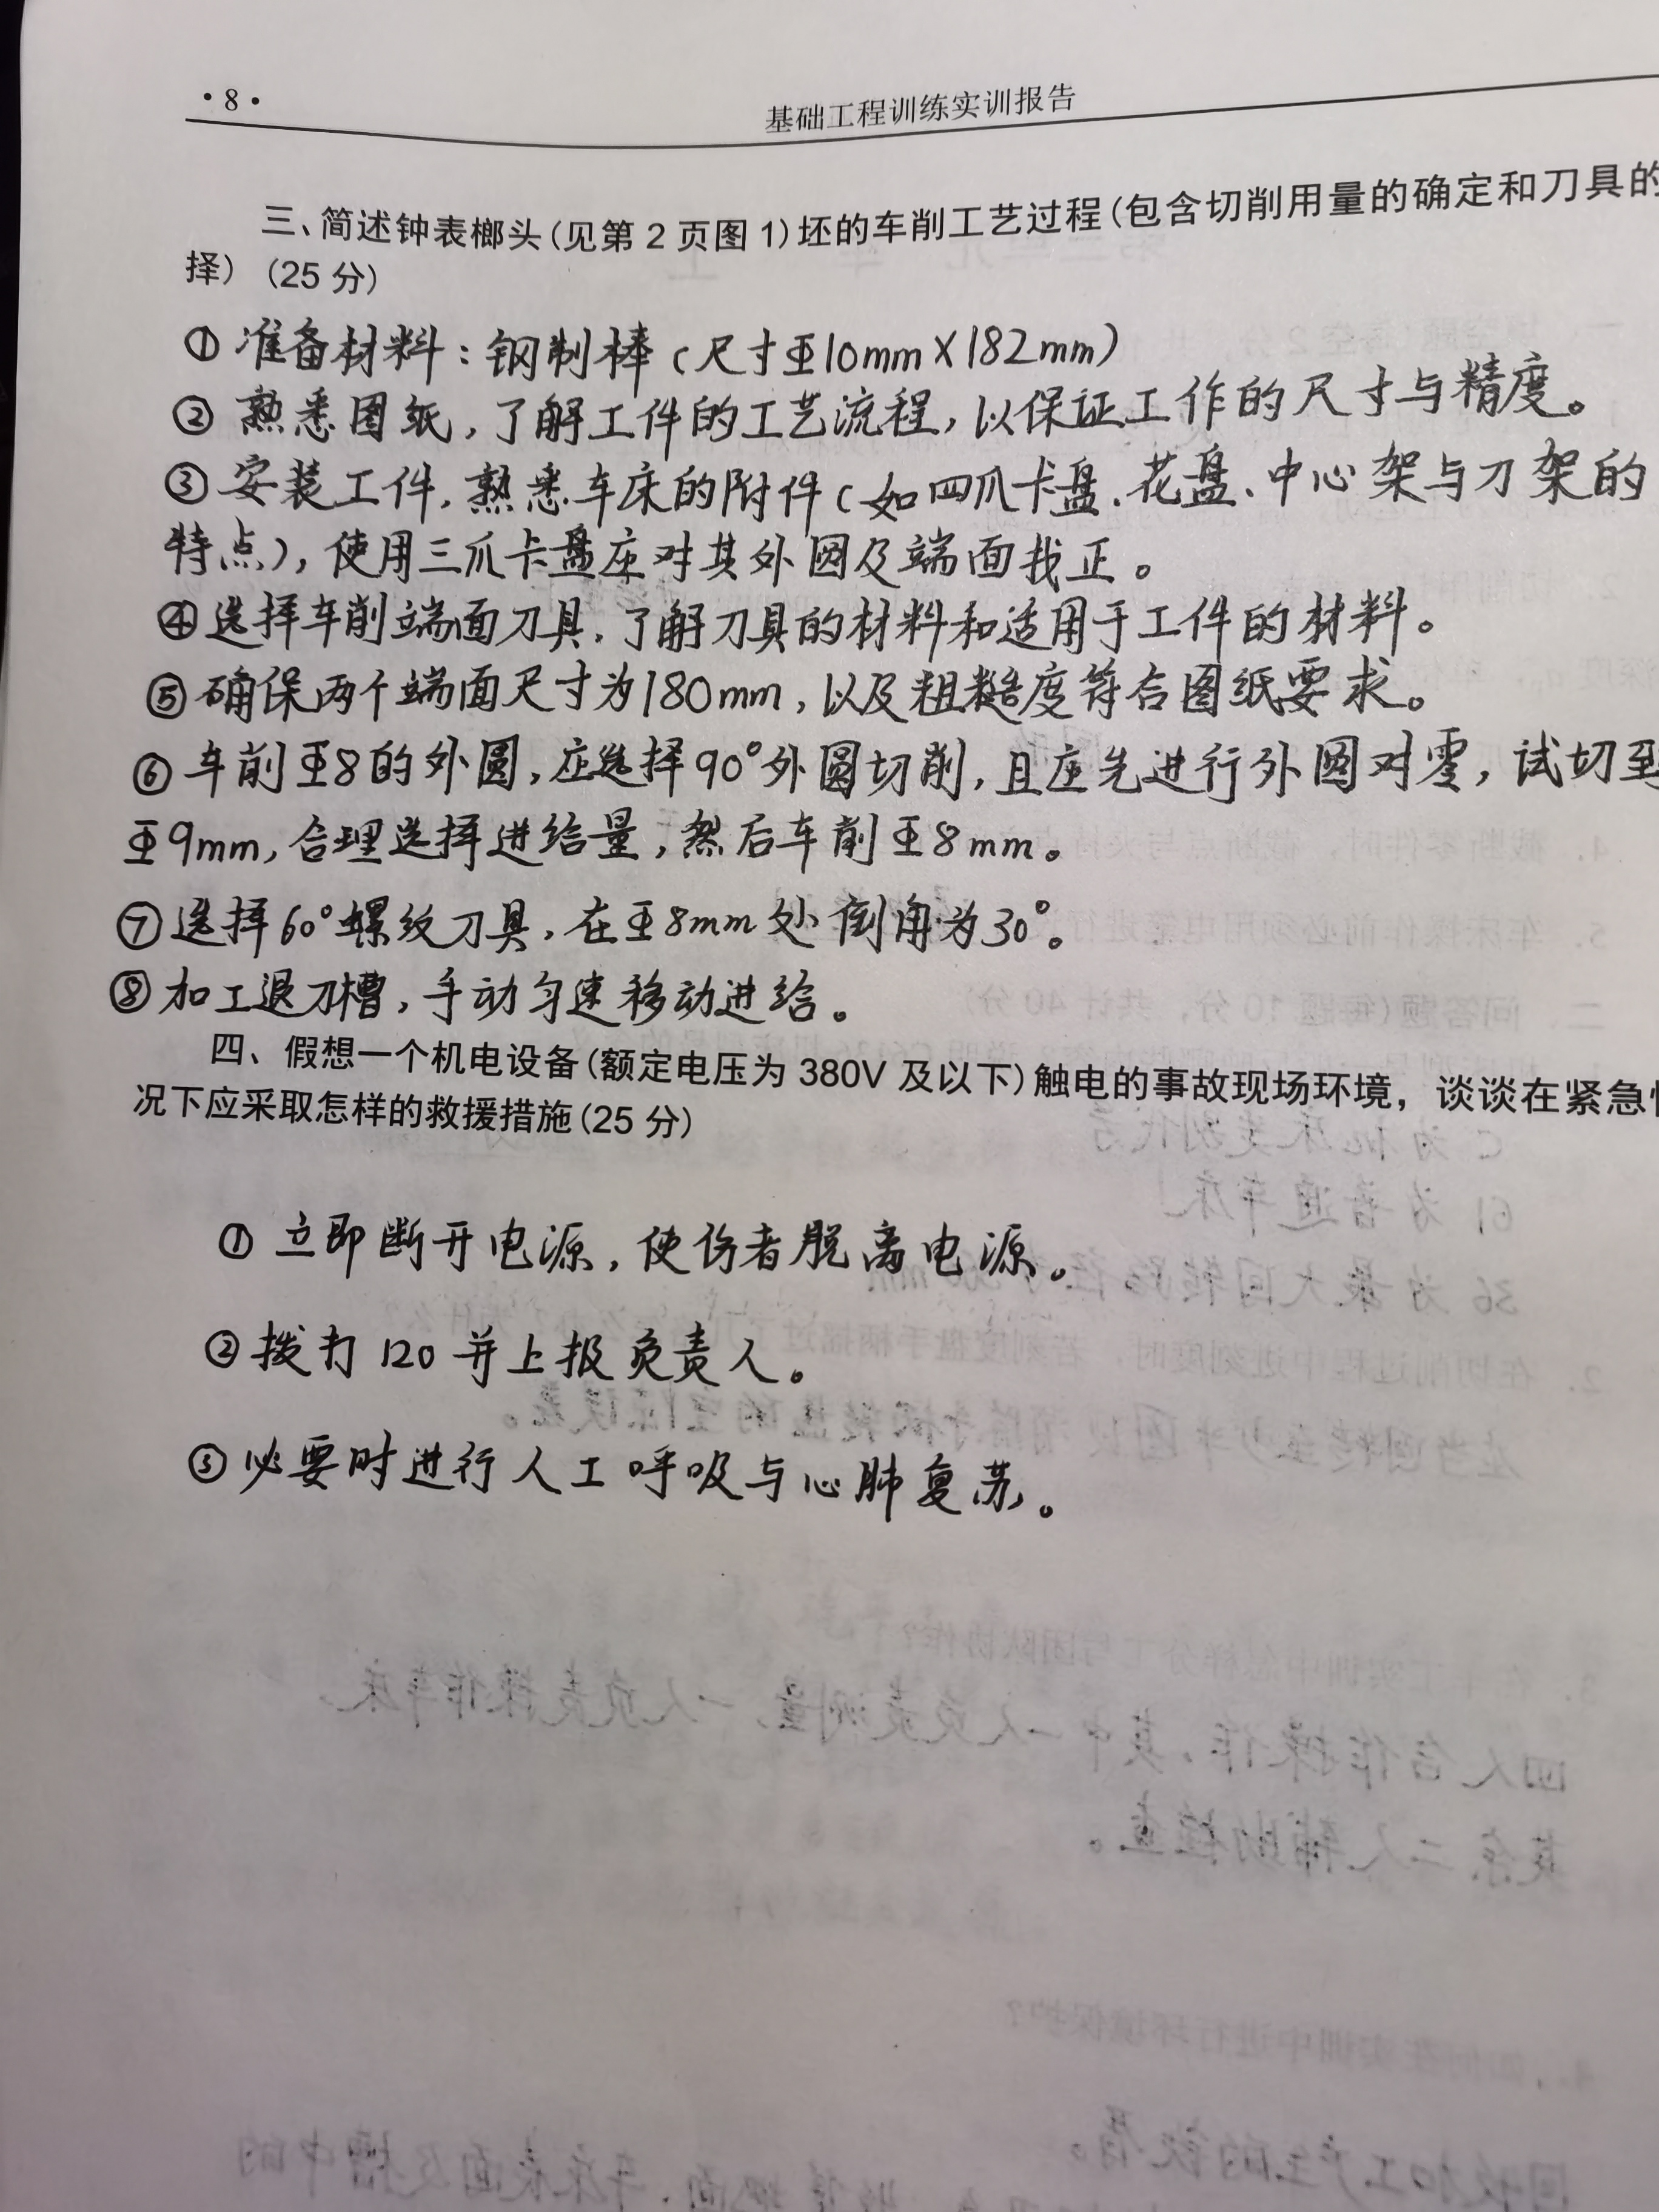 ·8·
基础工程训练实训报告
三、简述钟表榔头(见第2页图1)坯的车削工艺过程(包含切削用量的确定和刀具的
择) (25分)
① 准备材料：钢制棒(尺寸至10mm×182mm)
② 熟悉图纸,了解工件的工艺流程,以保证工作的尺寸与精度。
③ 安装工件,熟悉车床的附件(如四爪卡盘、花盘、中心架与刀架的
特点),使用三爪卡盘应对其外圆及端面找正。
④选择车削端面刀具,了解刀具的材料和适用于工件的材料。
⑤确保两个端面尺寸为180mm,以及粗糙度符合图纸要求。
⑥ 车削至8的外圆,应选择90°外圆切削,且应先进行外圆对零,试切到
至9mm,合理选择进给量,然后车削至8mm。
⑦选择60°螺纹刀具,在至8mm处倒角为30°。
⑧加工退刀槽,手动匀速移动进给。
四、假想一个机电设备(额定电压为380V及以下)触电的事故现场环境，谈谈在紧急情
况下应采取怎样的救援措施(25分)
① 立即断开电源,使伤者脱离电源。
②拨打120并上报负责人。
③必要时进行人工呼吸与心肺复苏。